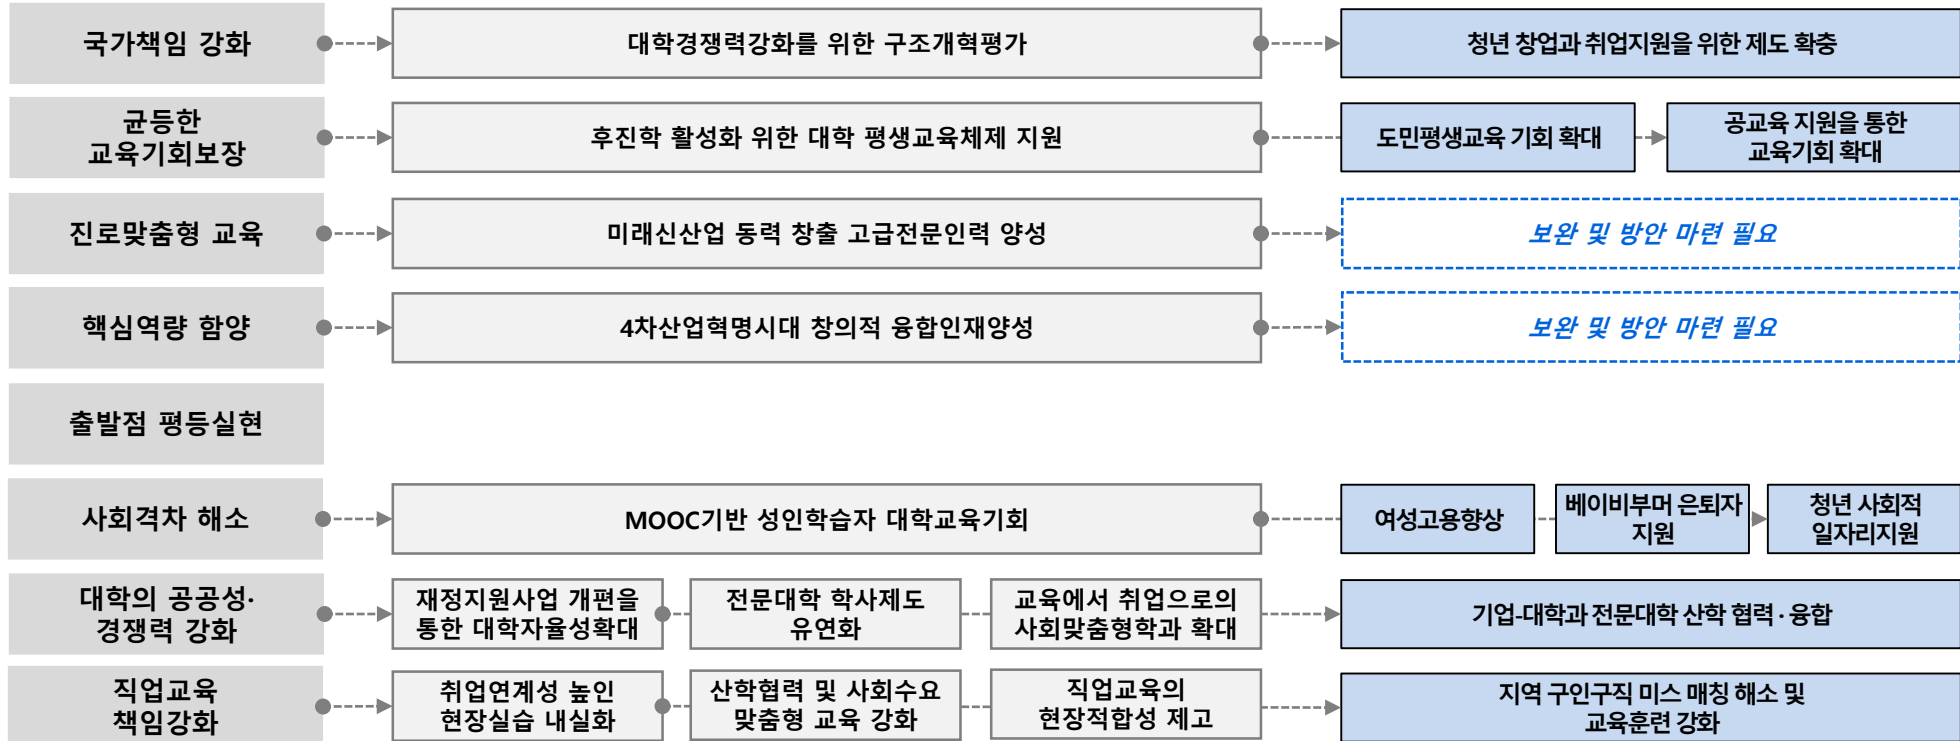 국가책임 강화
대학경쟁력강화를 위한 구조개혁평가
청년 창업과 취업지원을 위한 제도 확충
균등한
교육기회보장
후진학 활성화 위한 대학 평생교육체제 지원
도민평생교육 기회 확대
공교육 지원을 통한
교육기회 확대
진로맞춤형 교육
미래신산업 동력 창출 고급전문인력 양성
보완 및 방안 마련 필요
핵심역량 함양
4차산업혁명시대 창의적 융합인재양성
보완 및 방안 마련 필요
출발점 평등실현
사회격차 해소
MOOC기반 성인학습자 대학교육기회
여성고용향상
베이비부머 은퇴자
지원
청년 사회적
일자리지원
대학의 공공성·
경쟁력 강화
재정지원사업 개편을
통한 대학자율성확대
전문대학 학사제도
유연화
교육에서 취업으로의
사회맞춤형학과 확대
기업-대학과 전문대학 산학 협력·융합
직업교육
책임강화
취업연계성 높인
현장실습 내실화
산학협력 및 사회수요
맞춤형 교육 강화
직업교육의
현장적합성 제고
지역 구인구직 미스 매칭 해소 및
교육훈련 강화